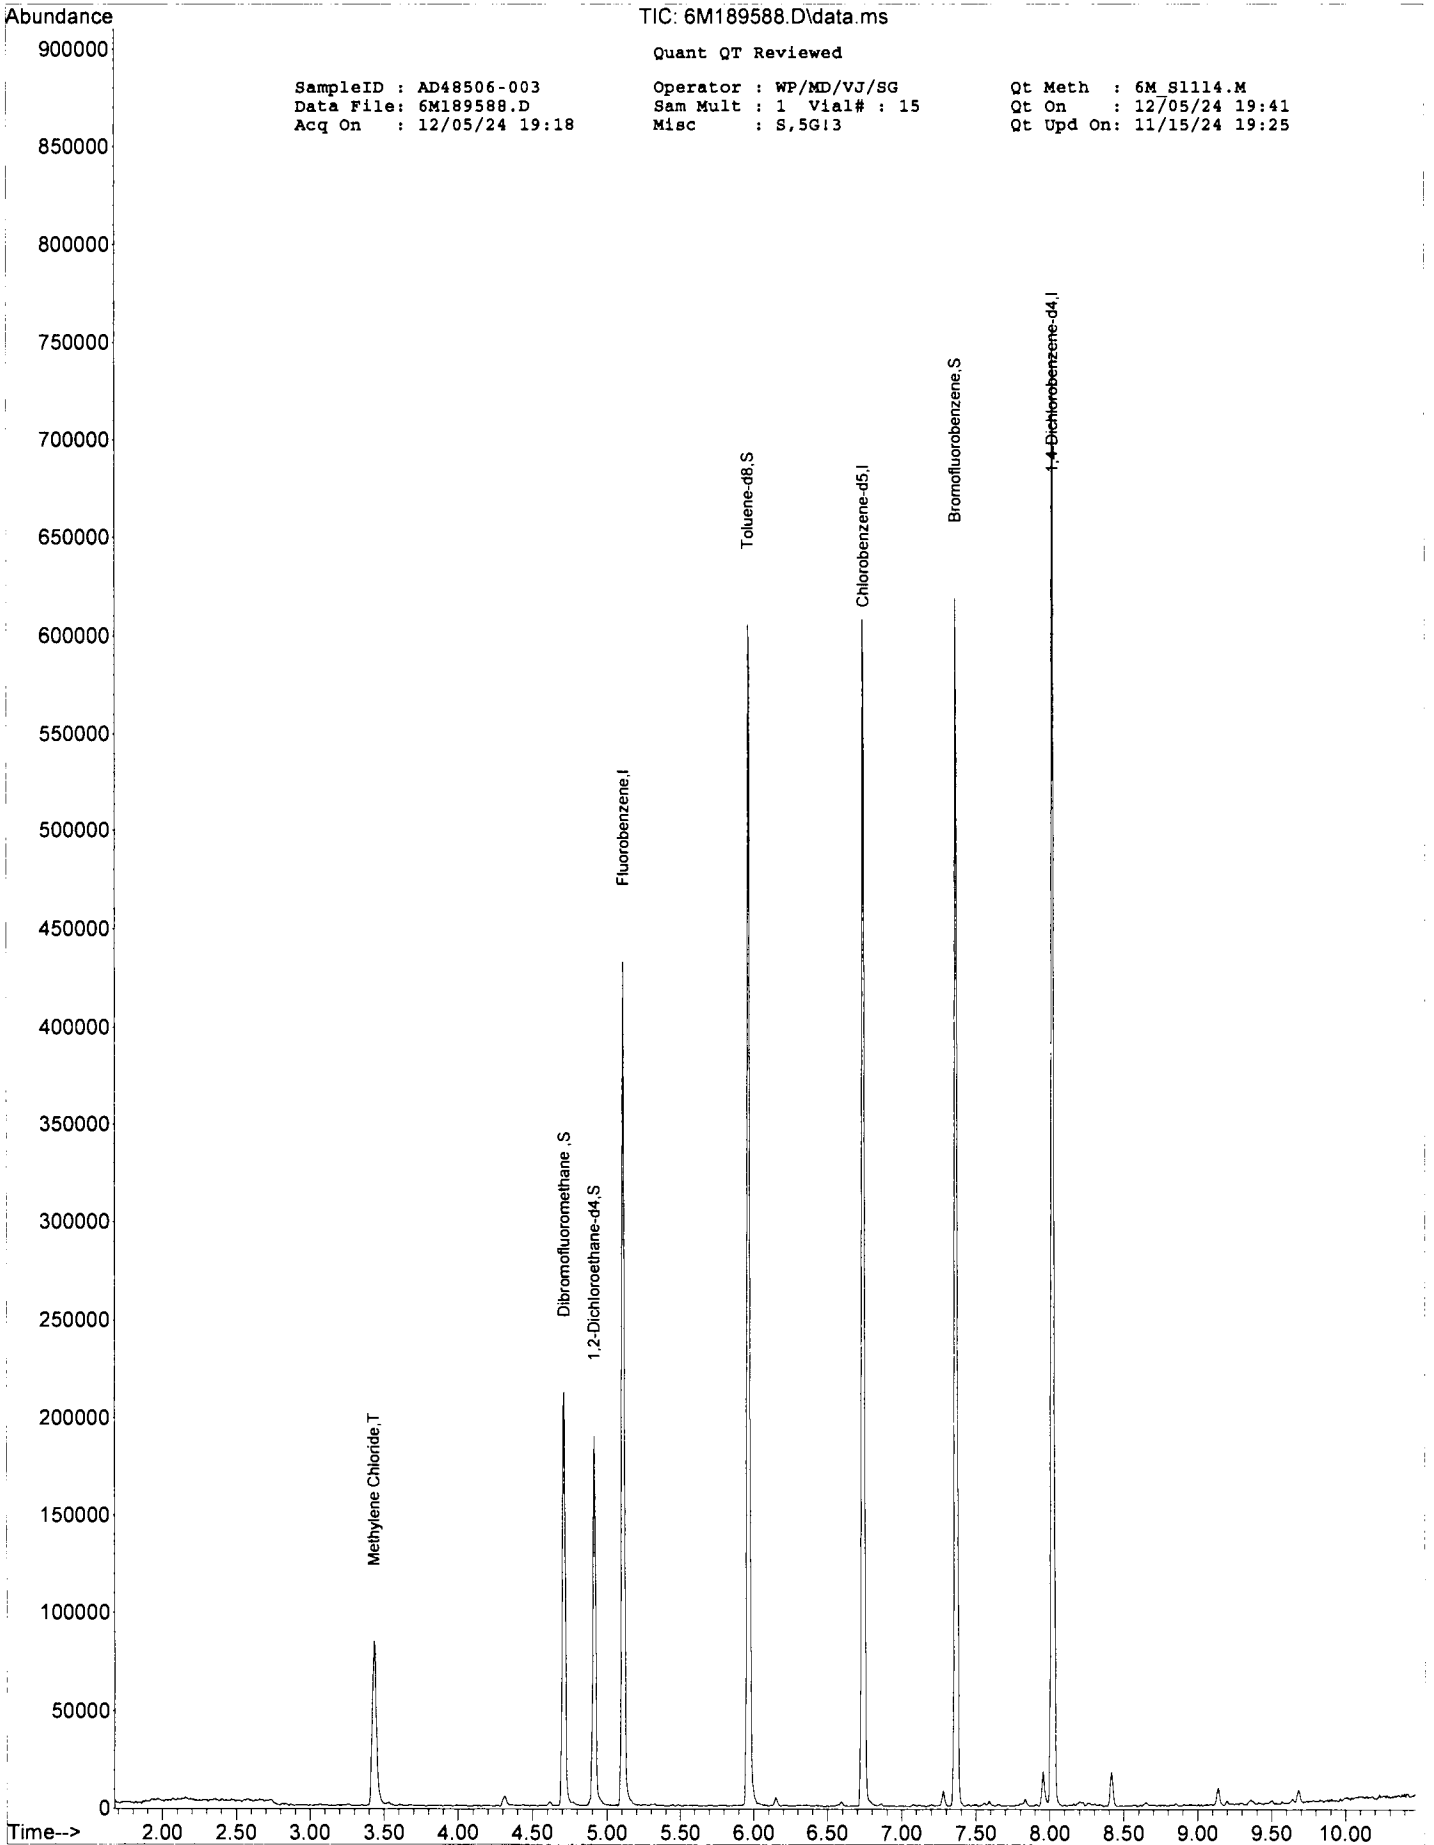 Abundance
TIC: 6M189588.D\data.ms
Quant QT Reviewed
SampleID : AD48506-003
Operator : WP/MD/VJ/SG
Qt Meth : 6M_S1114.M
Data File: 6M189588.D
Sam Mult : 1 Vial# : 15
Qt On : 12/05/24 19:41
Acq On : 12/05/24 19:18
Misc : S,5G!3
Qt Upd On: 11/15/24 19:25
900000
850000
800000
750000
700000
650000
600000
550000
500000
450000
400000
350000
300000
250000
200000
150000
100000
50000
0
Methylene Chloride,T
Dibromofluoromethane ,S
1,2-Dichloroethane-d4,S
Fluorobenzene,I
Toluene-d8,S
Chlorobenzene-d5,I
Bromofluorobenzene,S
1,4-Dichlorobenzene-d4,I
Time-->
2.00 2.50 3.00 3.50 4.00 4.50 5.00 5.50 6.00 6.50 7.00 7.50 8.00 8.50 9.00 9.50 10.00